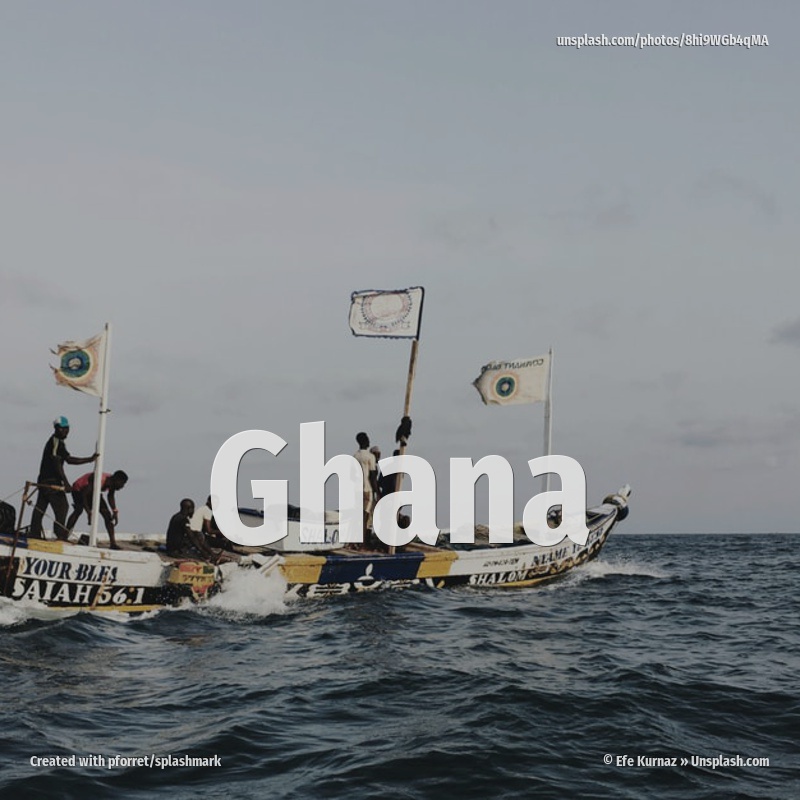 unsplash.com/photos/8hi9WGb4qMA
Ghana
YOUR BLES
SAIAH 56:1
SHALOM
Created with pforret/splashmark
© Efe Kurnaz » Unsplash.com